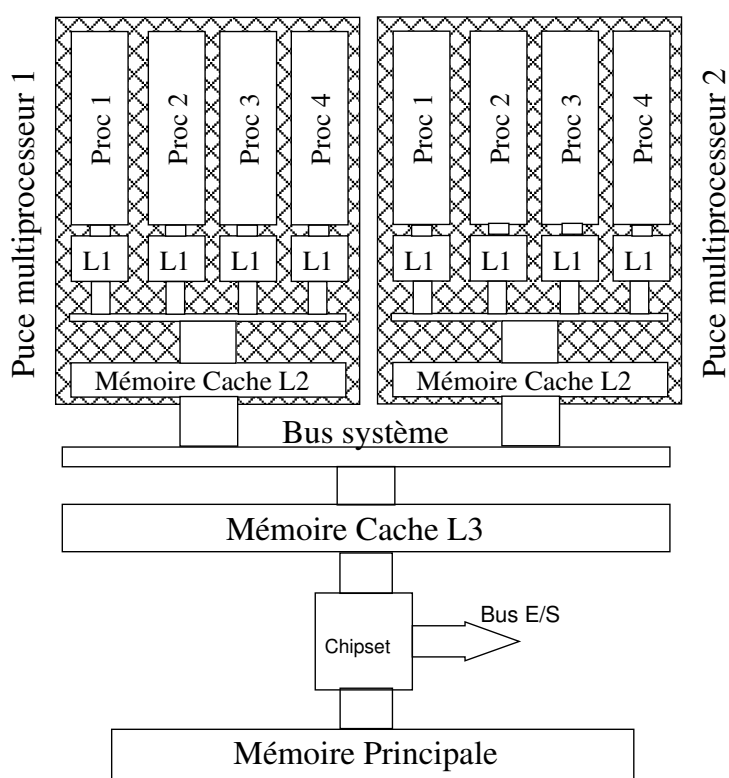 Puce multiprocesseur 1
Proc 1
Proc 2
Proc 3
Proc 4
L1
L1
L1
L1
Mémoire Cache L2
Proc 1
Proc 2
Proc 3
Proc 4
L1
L1
L1
L1
Mémoire Cache L2
Puce multiprocesseur 2
Bus système
Mémoire Cache L3
Chipset
Bus E/S
Mémoire Principale